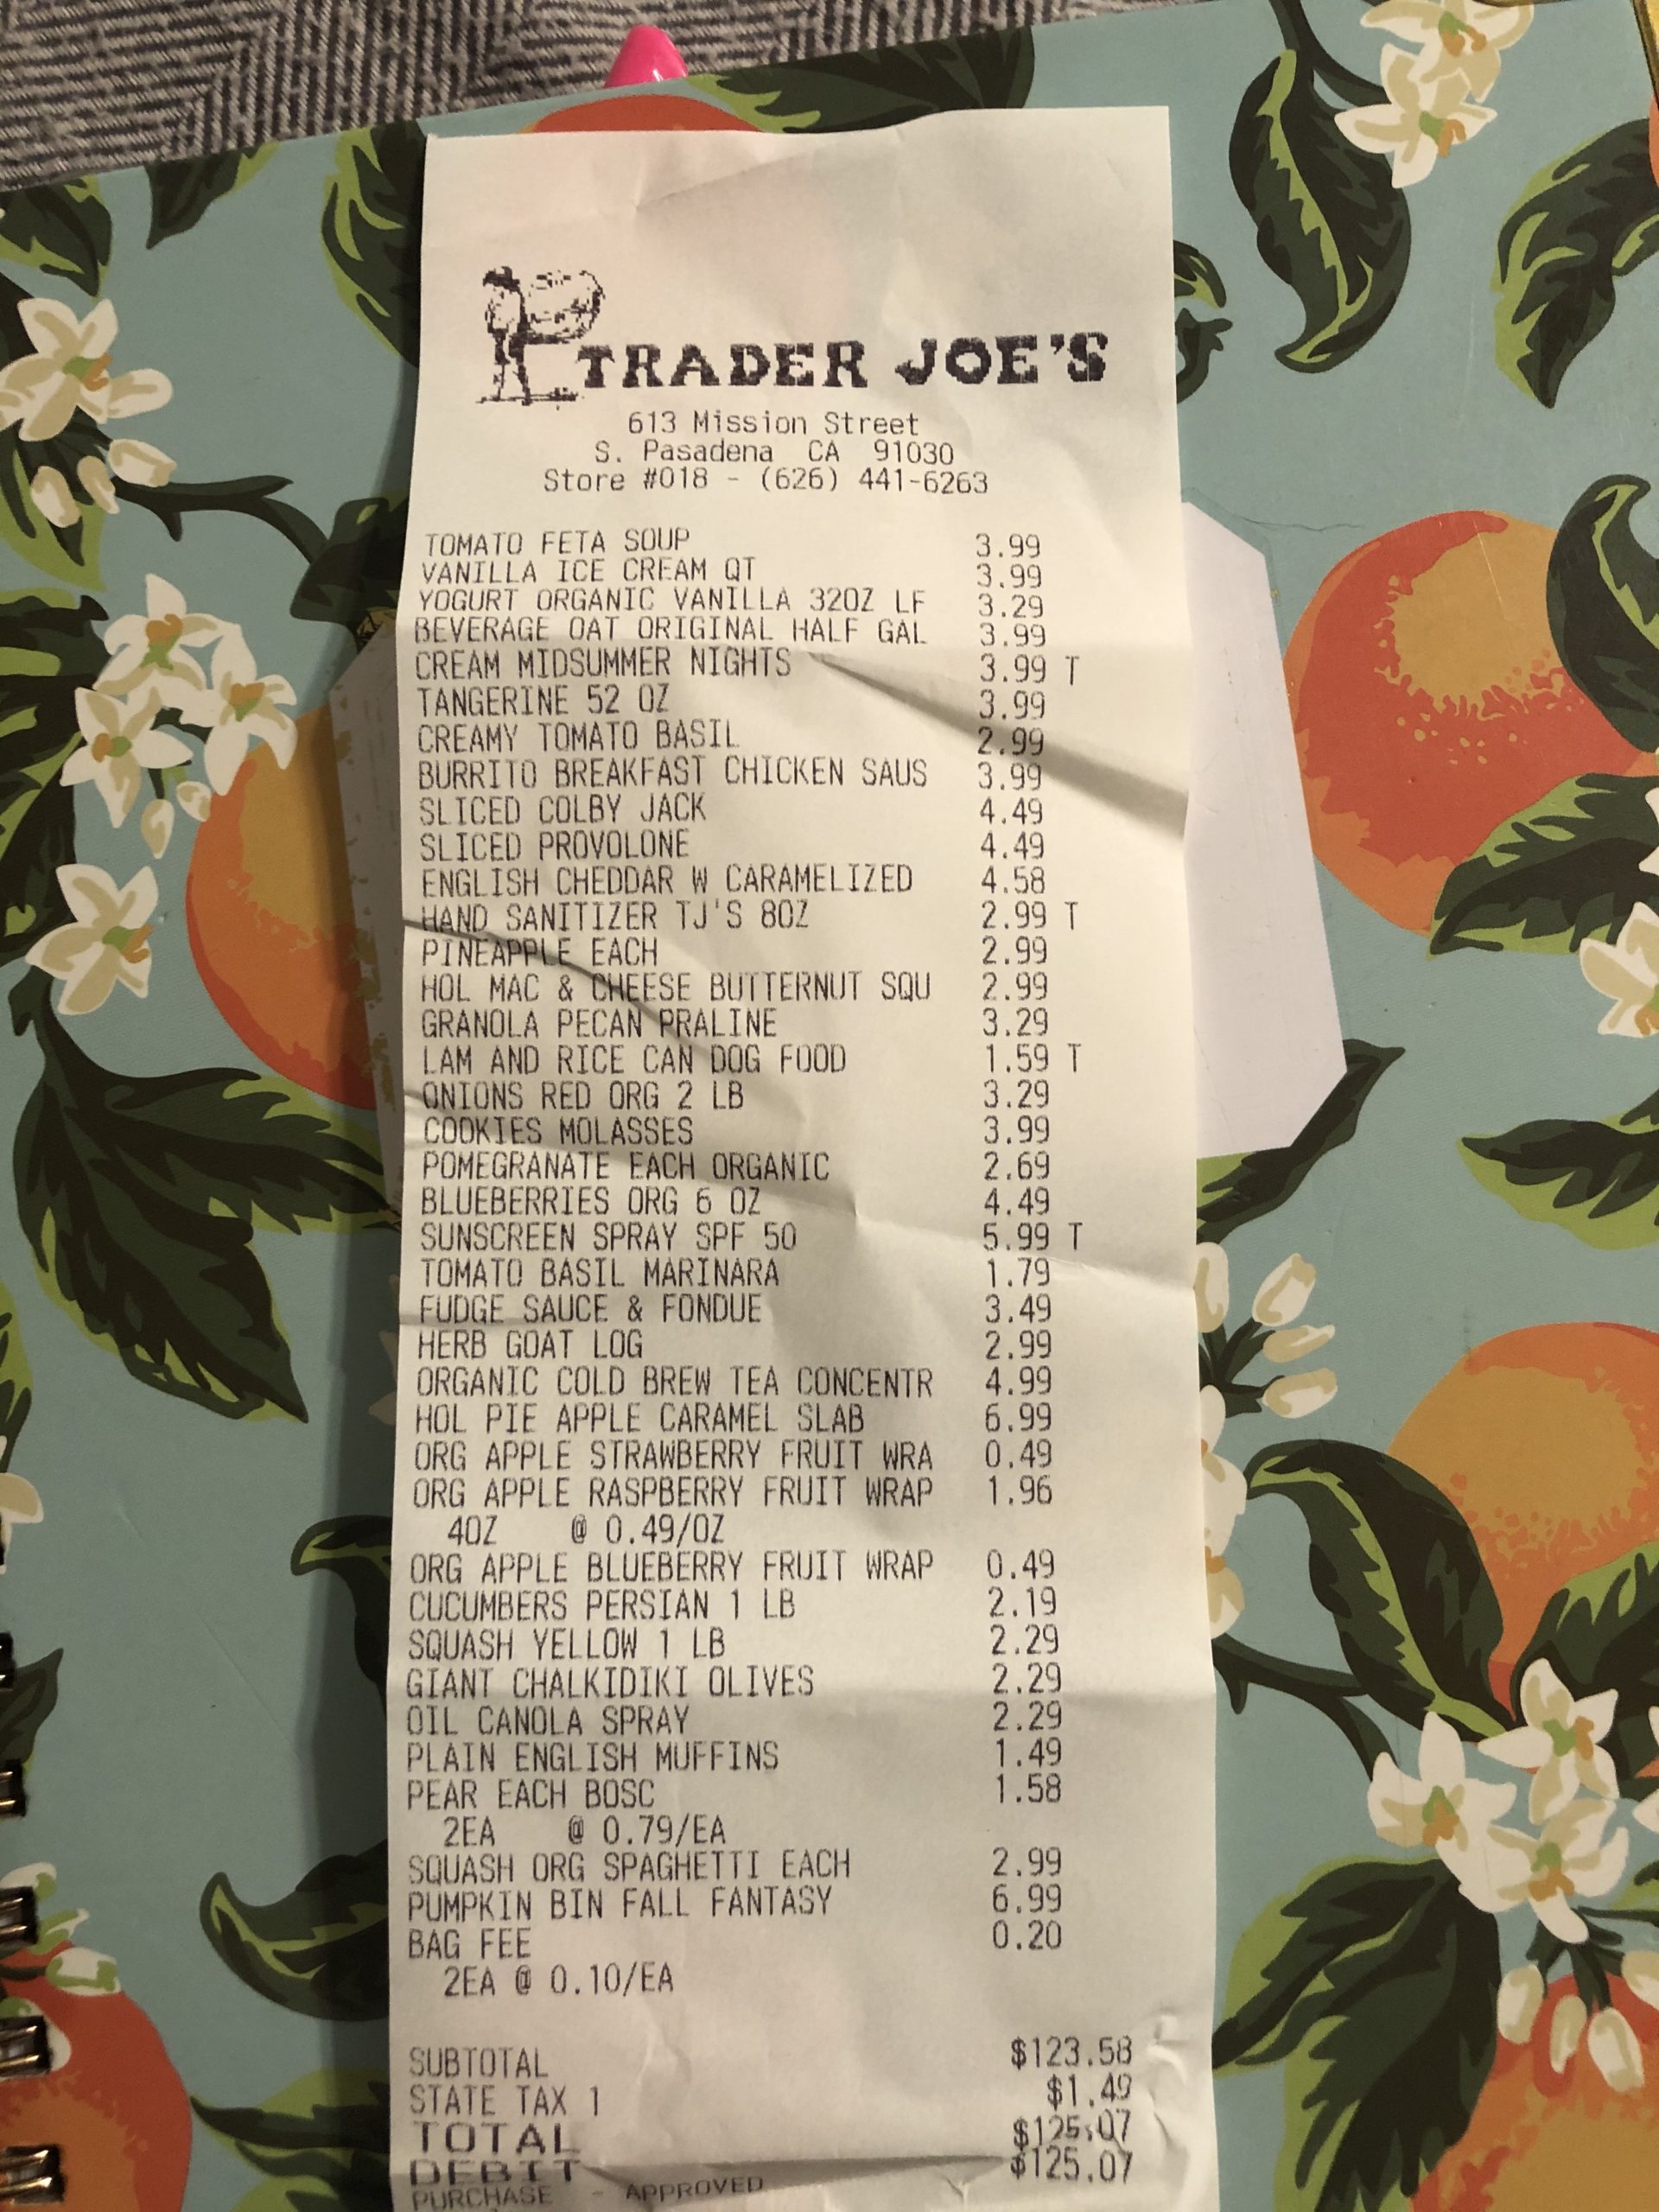 TRADER JOE'S
613 Mission Street
S. Pasadena CA 91030
Store #018 - (626) 441-6263
TOMATO FETA SOUP 3.99
VANILLA ICE CREAM QT 3.99
YOGURT ORGANIC VANILLA 32OZ LF 3.29
BEVERAGE OAT ORIGINAL HALF GAL 3.99
CREAM MIDSUMMER NIGHTS 3.99 T
TANGERINE 52 OZ 3.99
CREAMY TOMATO BASIL 2.99
BURRITO BREAKFAST CHICKEN SAUS 3.99
SLICED COLBY JACK 4.49
SLICED PROVOLONE 4.49
ENGLISH CHEDDAR W CARAMELIZED 4.58
HAND SANITIZER TJ'S 8OZ 2.99 T
PINEAPPLE EACH 2.99
HOL MAC & CHEESE BUTTERNUT SQU 2.99
GRANOLA PECAN PRALINE 3.29
LAM AND RICE CAN DOG FOOD 1.59 T
ONIONS RED ORG 2 LB 3.29
COOKIES MOLASSES 3.99
POMEGRANATE EACH ORGANIC 2.69
BLUEBERRIES ORG 6 OZ 4.49
SUNSCREEN SPRAY SPF 50 5.99 T
TOMATO BASIL MARINARA 1.79
FUDGE SAUCE & FONDUE 3.49
HERB GOAT LOG 2.99
ORGANIC COLD BREW TEA CONCENTR 4.99
HOL PIE APPLE CARAMEL SLAB 6.99
ORG APPLE STRAWBERRY FRUIT WRA 0.49
ORG APPLE RASPBERRY FRUIT WRAP 1.96
4OZ @ 0.49/OZ
ORG APPLE BLUEBERRY FRUIT WRAP 0.49
CUCUMBERS PERSIAN 1 LB 2.19
SQUASH YELLOW 1 LB 2.29
GIANT CHALKIDIKI OLIVES 2.29
OIL CANOLA SPRAY 2.29
PLAIN ENGLISH MUFFINS 1.49
PEAR EACH BOSC 1.58
2EA @ 0.79/EA
SQUASH ORG SPAGHETTI EACH 2.99
PUMPKIN BIN FALL FANTASY 6.99
BAG FEE 0.20
2EA @ 0.10/EA
SUBTOTAL $123.58
STATE TAX 1 $1.49
TOTAL $125.07
DEBIT $125.07
PURCHASE - APPROVED